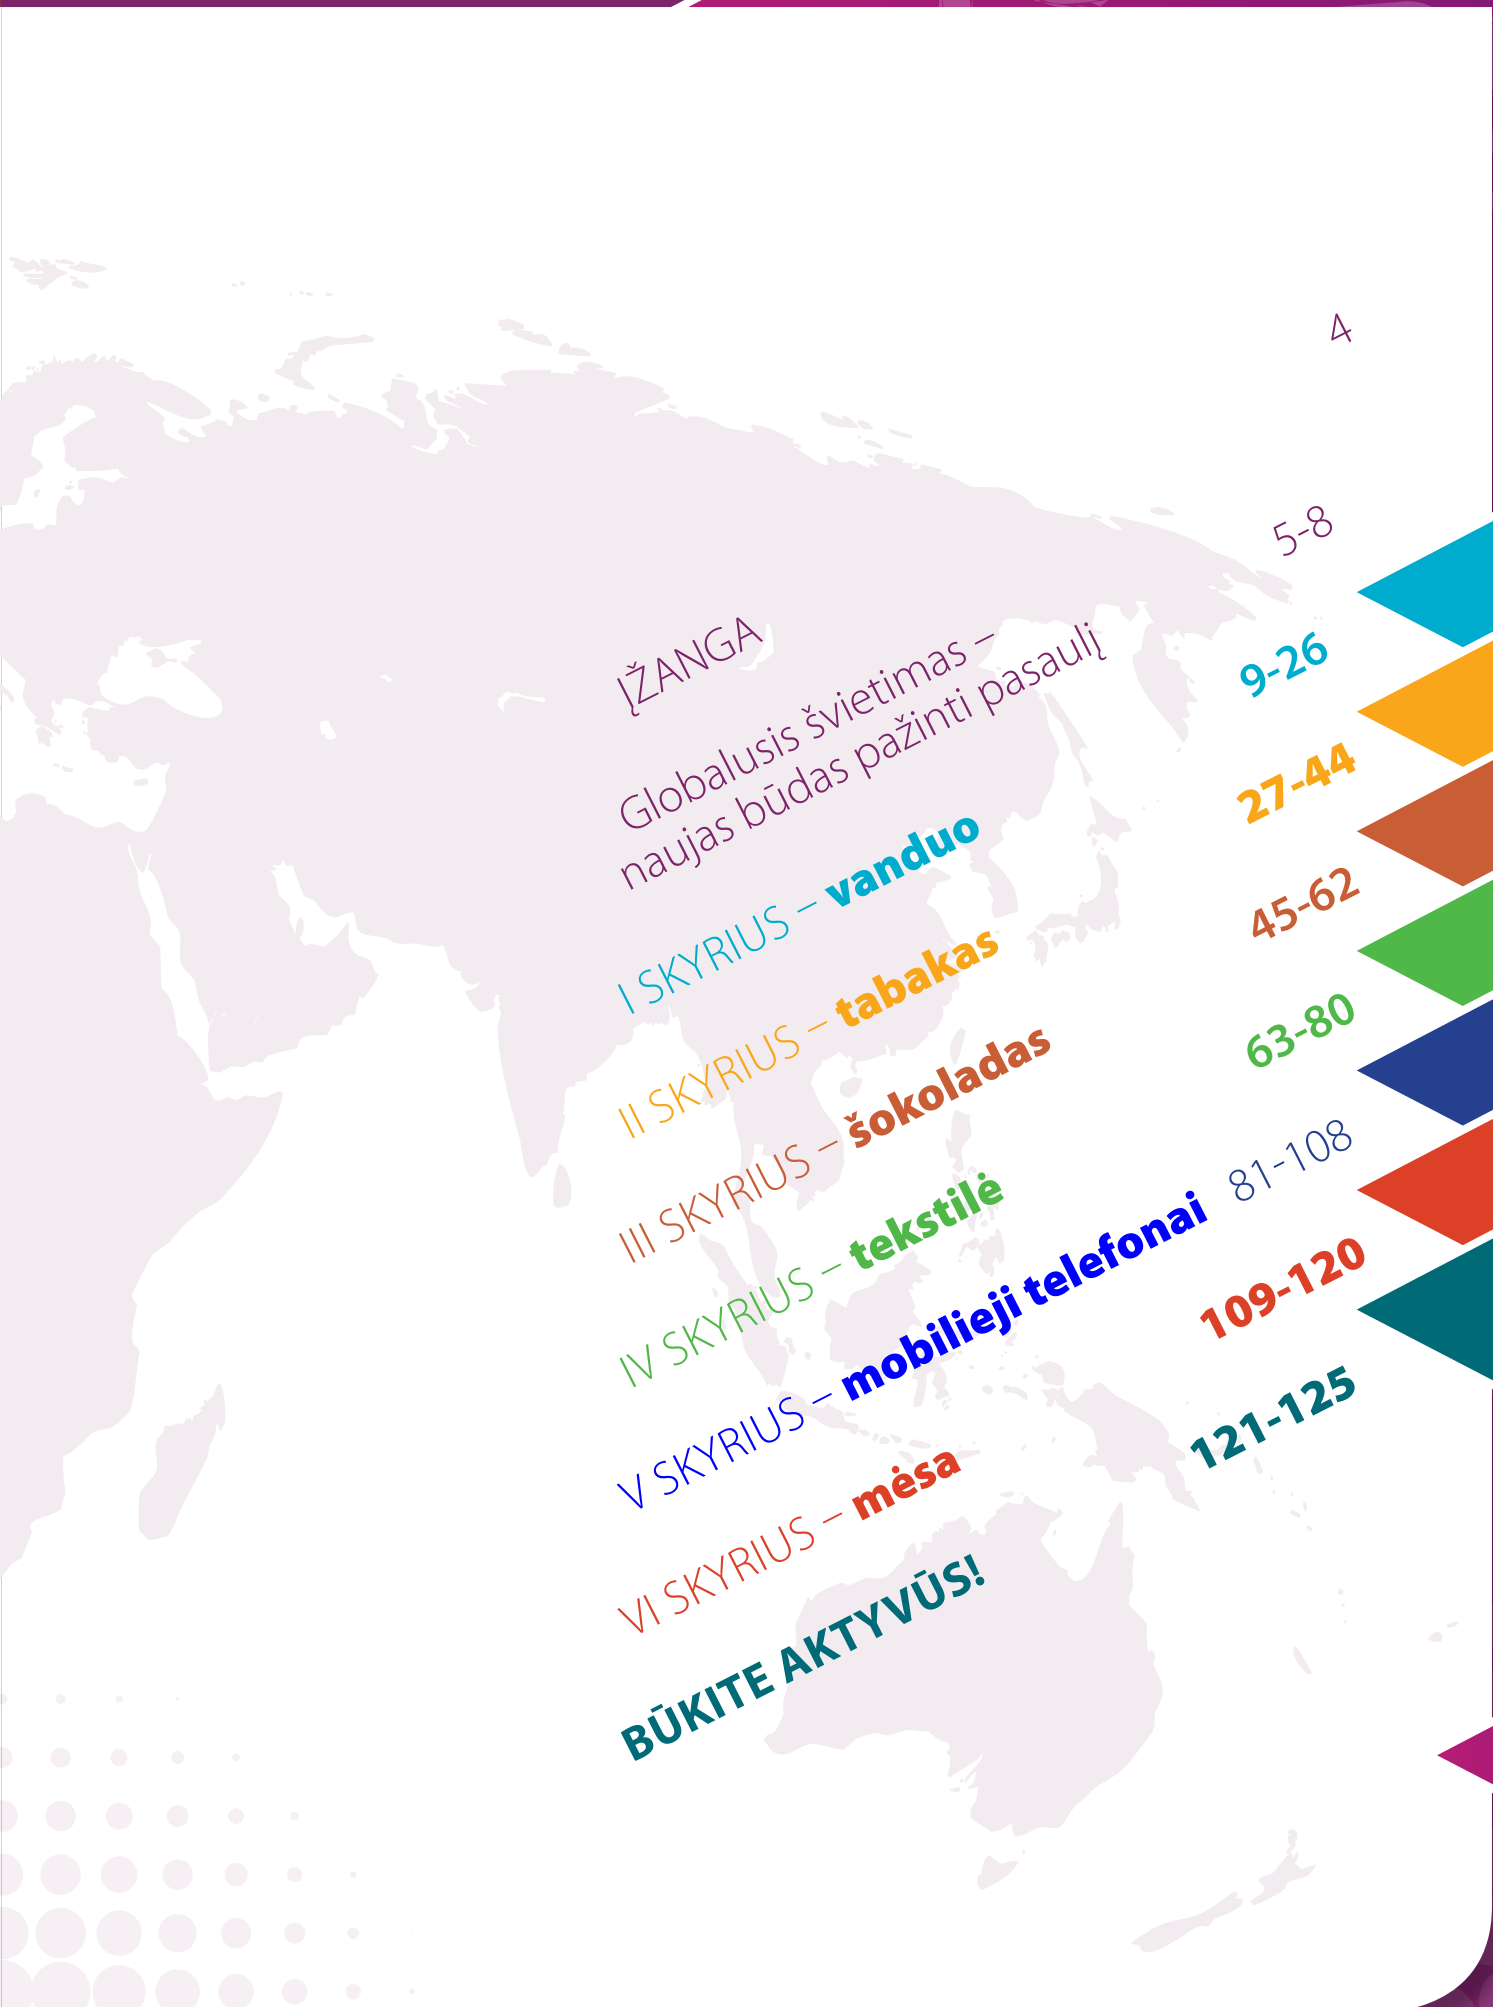 ĮŽANGA 4
Globalusis švietimas –
naujas būdas pažinti pasaulį 5-8
I SKYRIUS – vanduo 9-26
II SKYRIUS – tabakas 27-44
III SKYRIUS – šokoladas 45-62
IV SKYRIUS – tekstilė 63-80
V SKYRIUS – mobilieji telefonai 81-108
VI SKYRIUS – mėsa 109-120
BŪKITE AKTYVŪS! 121-125